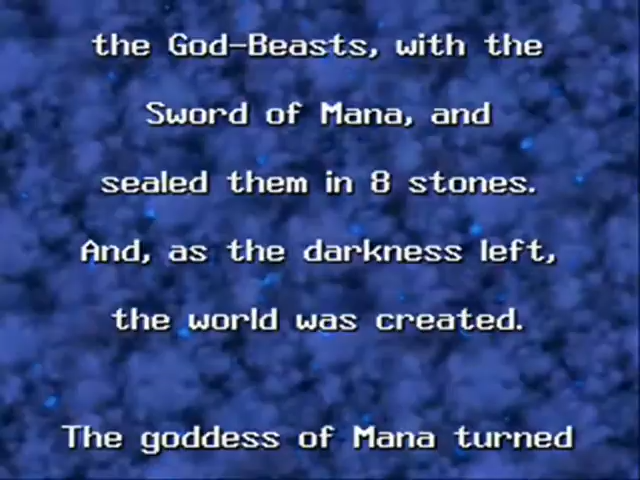 the God-Beasts, with the
Sword of Mana, and
sealed them in 8 stones.
And, as the darkness left,
the world was created.
The goddess of Mana turned